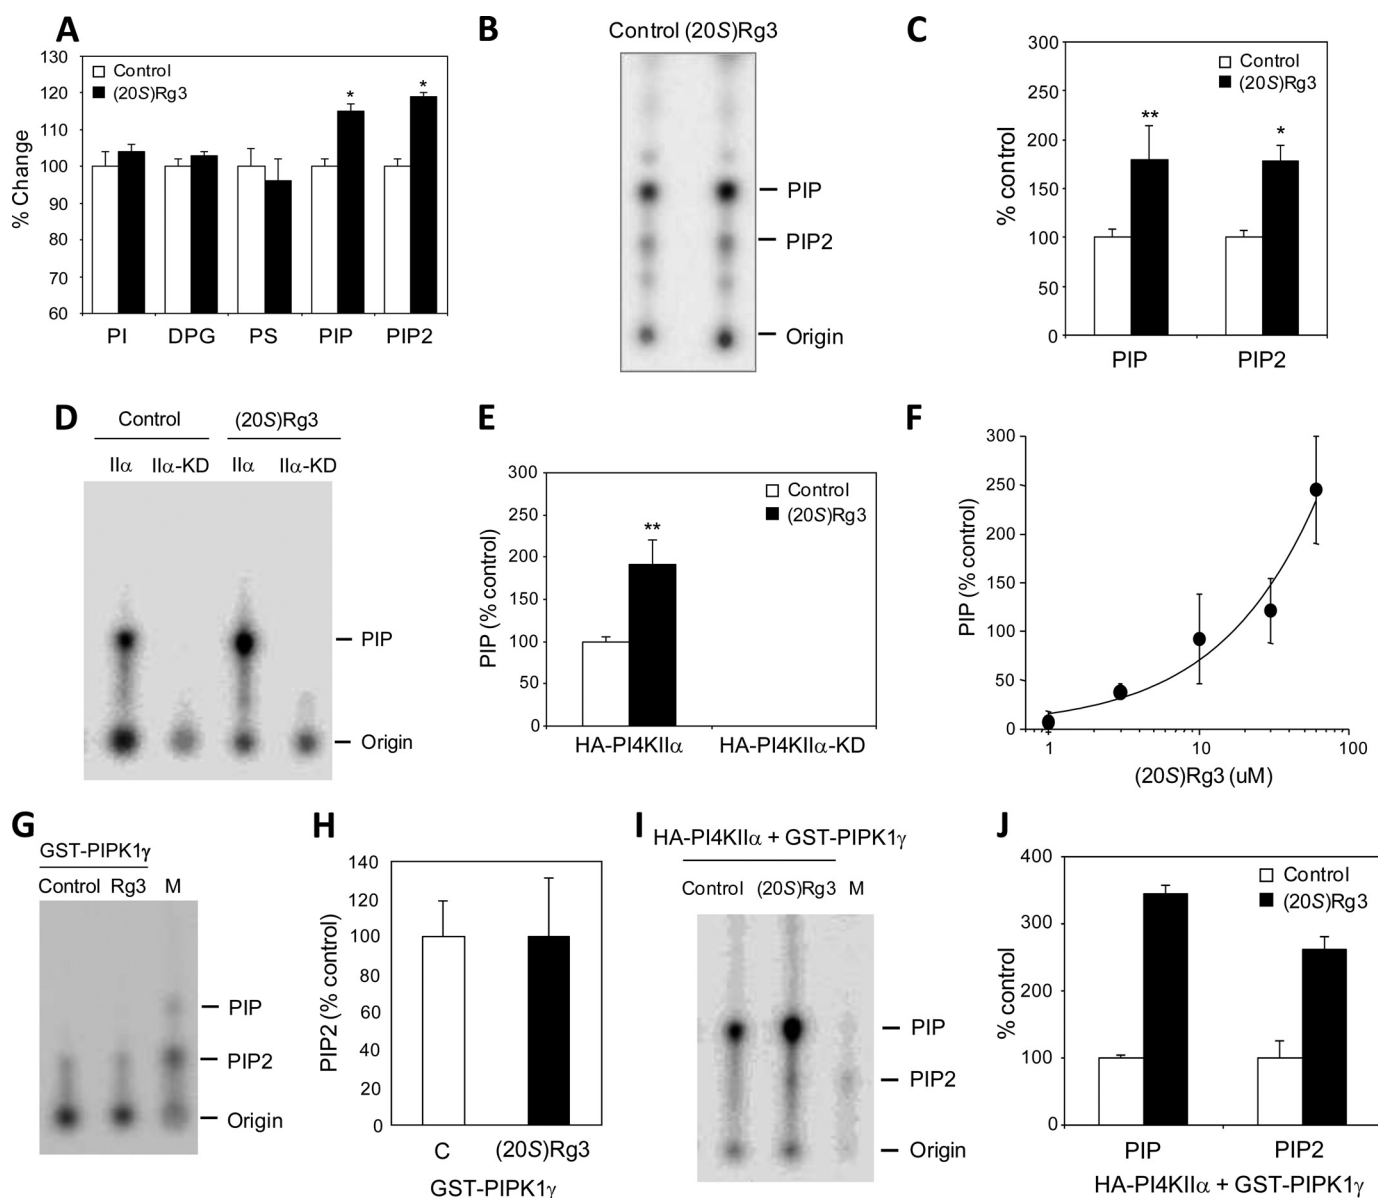 A
130
120
110
100
90
80
70
60
% Change
Control
(20S)Rg3
*
*
PI DPG PS PIP PIP2
B
Control (20S)Rg3
PIP
PIP2
Origin
C
300
250
200
150
100
50
0
% control
Control
(20S)Rg3
**
*
PIP PIP2
D
Control (20S)Rg3
IIα IIα-KD IIα IIα-KD
PIP
Origin
E
300
250
200
150
100
50
0
PIP (% control)
Control
(20S)Rg3
**
HA-PI4KIIα HA-PI4KIIα-KD
F
300
250
200
150
100
50
0
PIP (% control)
1 10 100
(20S)Rg3 (uM)
G
GST-PIPK1γ
Control Rg3 M
PIP
PIP2
Origin
H
140
120
100
80
60
40
20
0
PIP2 (% control)
C (20S)Rg3
GST-PIPK1γ
I
HA-PI4KIIα + GST-PIPK1γ
Control (20S)Rg3 M
PIP
PIP2
Origin
J
400
300
200
100
0
% control
Control
(20S)Rg3
PIP PIP2
HA-PI4KIIα + GST-PIPK1γ